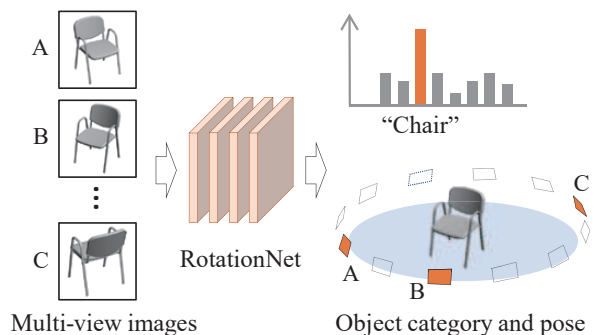 A
B
C
Multi-view images
RotationNet
“Chair”
A
B
C
Object category and pose